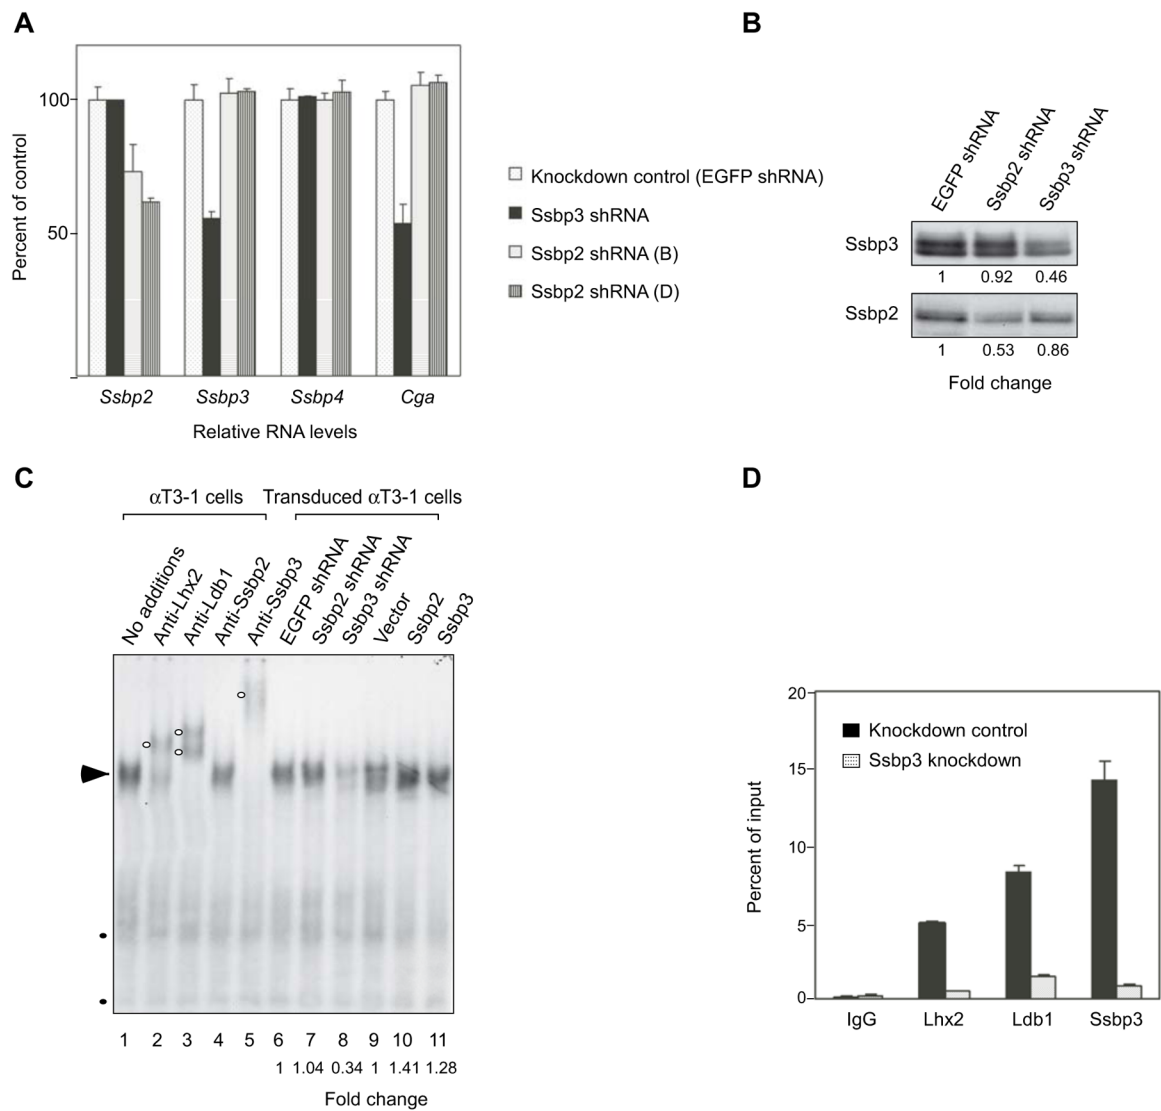 A
100
50
Percent of control
Ssbp2 Ssbp3 Ssbp4 Cga
Relative RNA levels
Knockdown control (EGFP shRNA)
Ssbp3 shRNA
Ssbp2 shRNA (B)
Ssbp2 shRNA (D)
B
EGFP shRNA
Ssbp2 shRNA
Ssbp3 shRNA
Ssbp3
1 0.92 0.46
Ssbp2
1 0.53 0.86
Fold change
C
αT3-1 cells Transduced αT3-1 cells
No additions
Anti-Lhx2
Anti-Ldb1
Anti-Ssbp2
Anti-Ssbp3
EGFP shRNA
Ssbp2 shRNA
Ssbp3 shRNA
Vector
Ssbp2
Ssbp3
1 2 3 4 5 6 7 8 9 10 11
1 1.04 0.34 1 1.41 1.28
Fold change
D
20
15
10
5
0
Percent of input
Knockdown control
Ssbp3 knockdown
IgG Lhx2 Ldb1 Ssbp3